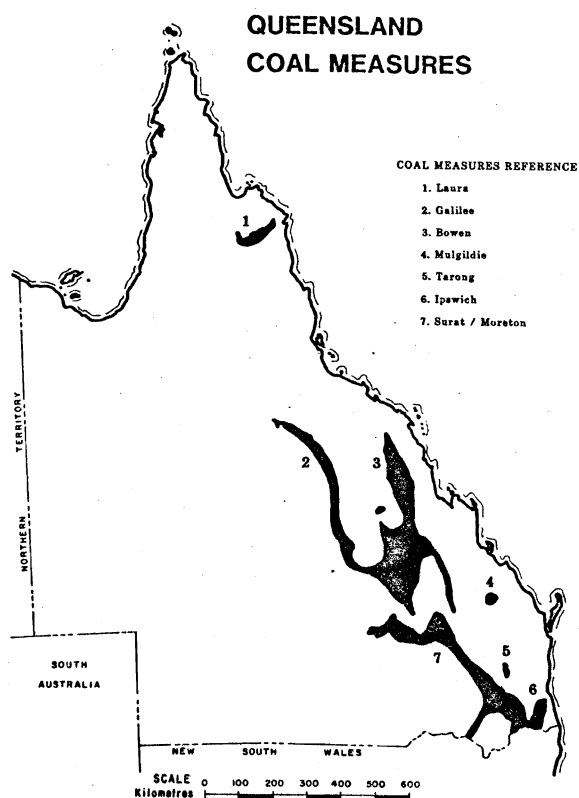 QUEENSLAND
COAL MEASURES
COAL MEASURES REFERENCE
1. Laura
2. Galilee
3. Bowen
4. Mulgildie
5. Tarong
6. Ipswich
7. Surat / Moreton
1
2
3
4
5
6
7
NORTHERN TERRITORY
SOUTH
AUSTRALIA
NEW SOUTH WALES
SCALE
Kilometres
0 100 200 300 400 500 600